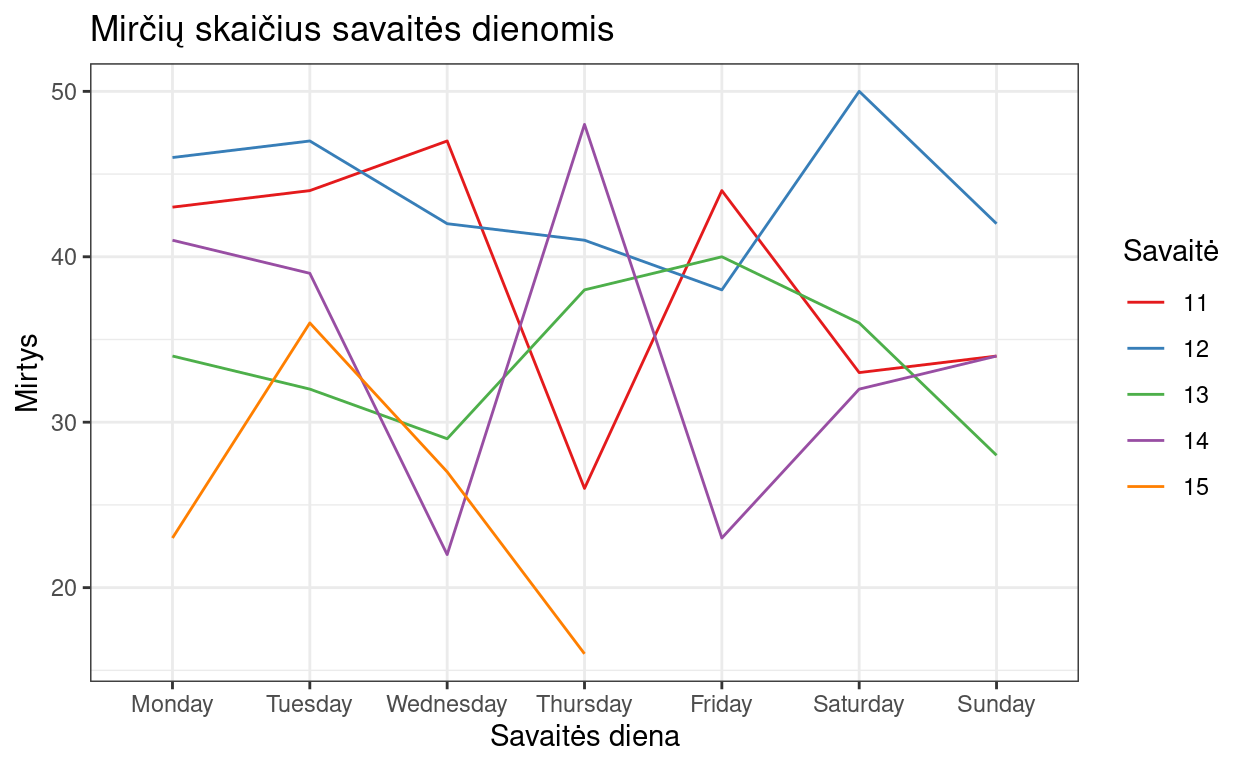 Mirčių skaičius savaitės dienomis
50
40
30
20
Mirtys
Monday Tuesday Wednesday Thursday Friday Saturday Sunday
Savaitės diena
Savaitė
11
12
13
14
15